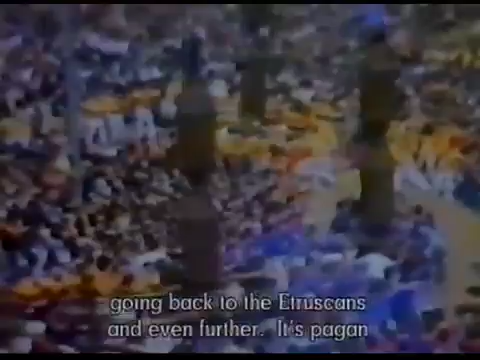 going back to the Etruscans
and even further. It's pagan